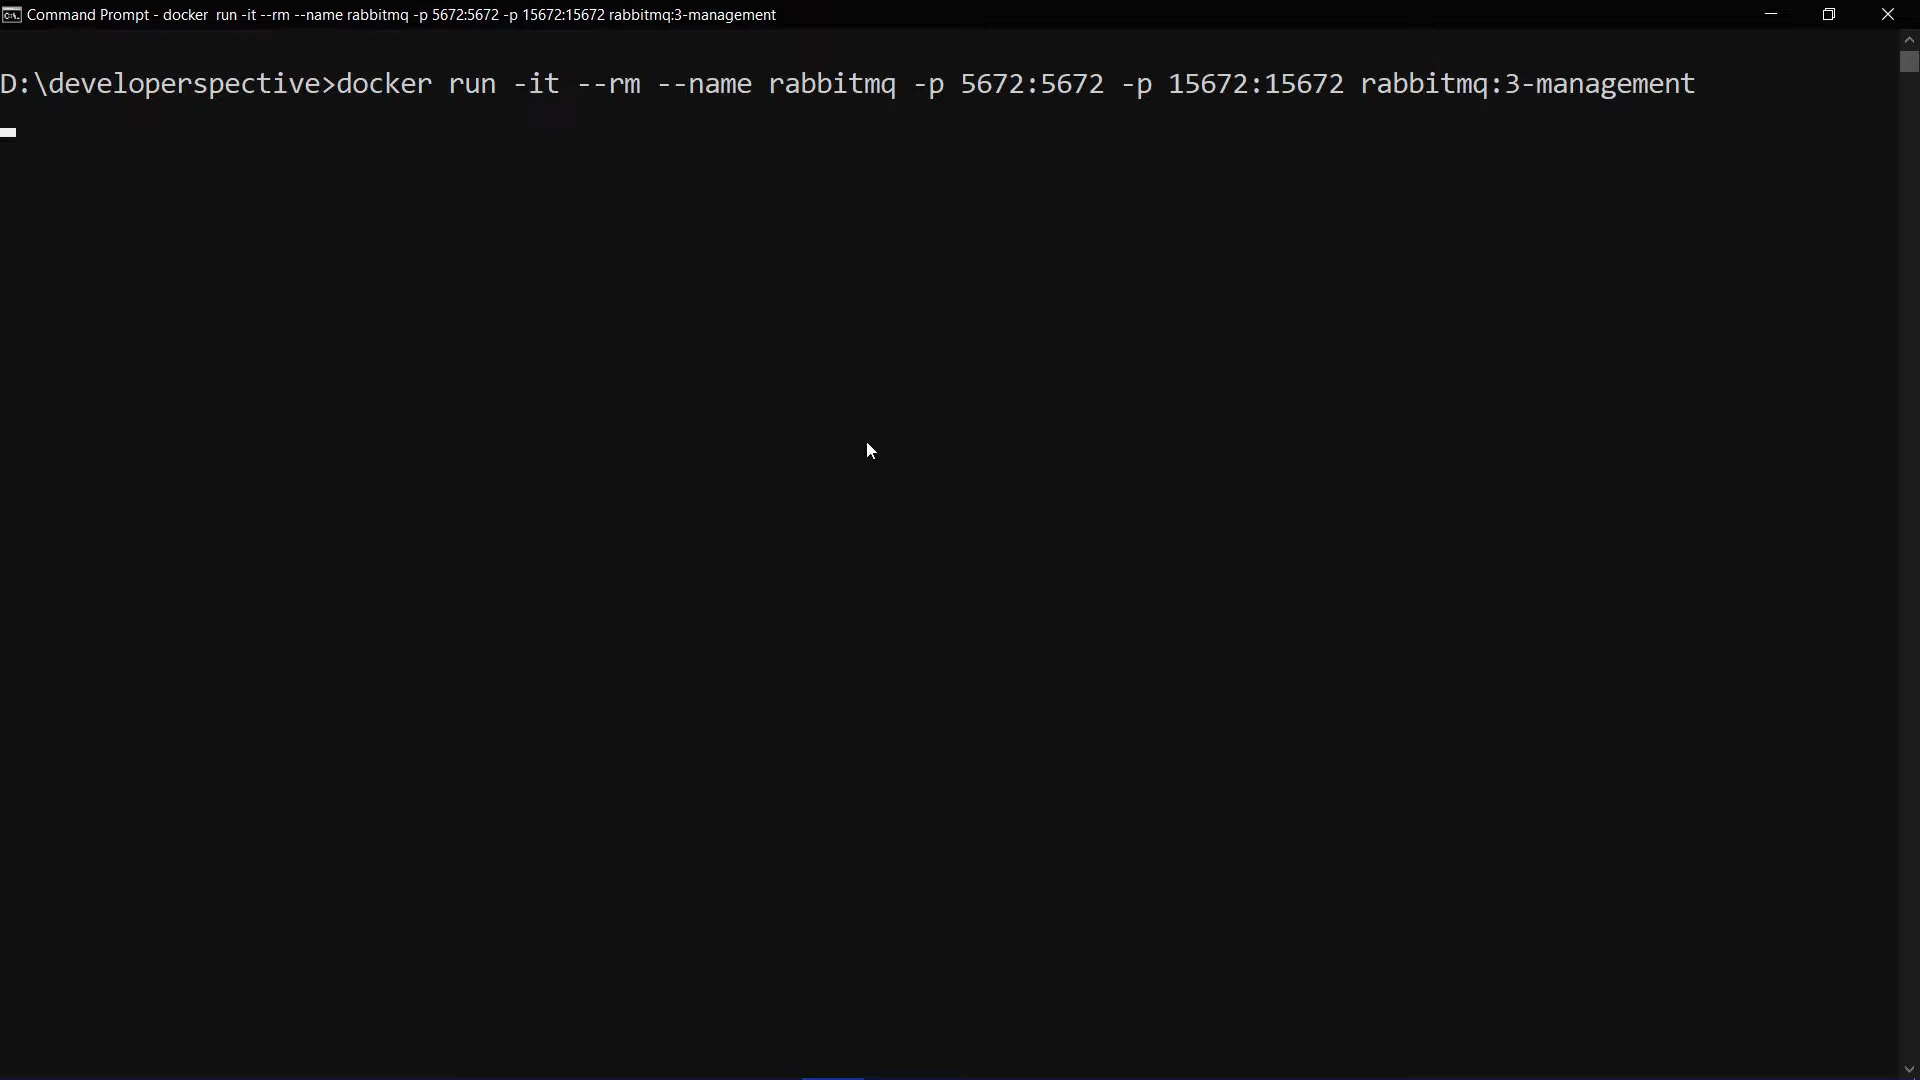 Command Prompt - docker  run -it --rm --name rabbitmq -p 5672:5672 -p 15672:15672 rabbitmq:3-management
D:\developerspective>docker run -it --rm --name rabbitmq -p 5672:5672 -p 15672:15672 rabbitmq:3-management